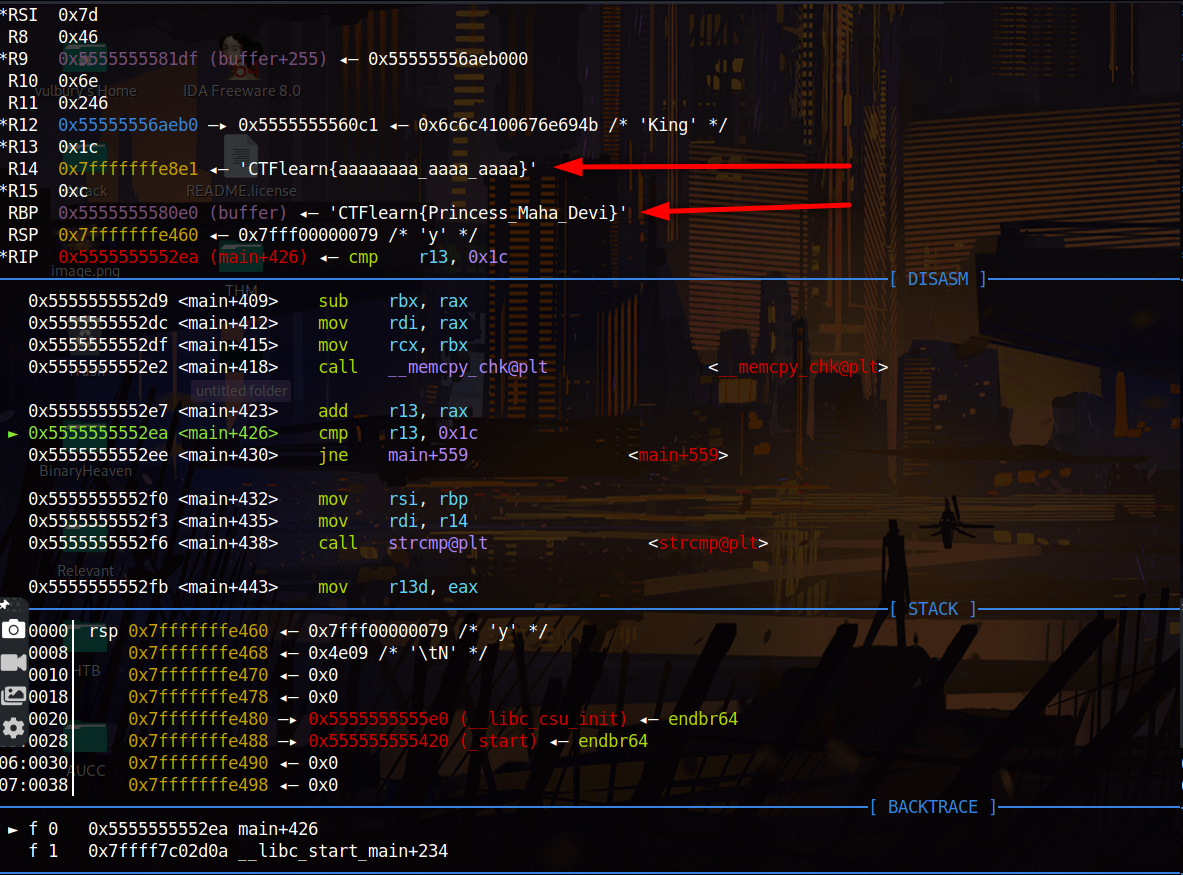 *RSI 0x7d
R8 0x46
*R9 0x5555555581df (buffer+255) ◂— 0x55555556aeb000
vulbury's Home
IDA Freeware 8.0
R10 0x6e
R11 0x246
*R12 0x55555556aeb0 —▸ 0x5555555560c1 ◂— 0x6c6c4100676e694b /* 'King' */
*R13 0x1c
R14 0x7fffffffe8e1 ◂— 'CTFlearn{aaaaaaaa_aaaa_aaaa}'
*R15 0xc
README.license
RBP 0x5555555580e0 (buffer) ◂— 'CTFlearn{Princess_Maha_Devi}'
RSP 0x7fffffffe460 ◂— 0x7fff00000079 /* 'y' */
*RIP 0x5555555552ea (main+426) ◂— cmp r13, 0x1c
image.png
[ DISASM ]
THM
0x5555555552d9 <main+409> sub rbx, rax
0x5555555552dc <main+412> mov rdi, rax
0x5555555552df <main+415> mov rcx, rbx
0x5555555552e2 <main+418> call __memcpy_chk@plt <__memcpy_chk@plt>
untitled folder
0x5555555552e7 <main+423> add r13, rax
► 0x5555555552ea <main+426> cmp r13, 0x1c
0x5555555552ee <main+430> jne main+559 <main+559>
BinaryHeaven
0x5555555552f0 <main+432> mov rsi, rbp
0x5555555552f3 <main+435> mov rdi, r14
0x5555555552f6 <main+438> call strcmp@plt <strcmp@plt>
Relevant
0x5555555552fb <main+443> mov r13d, eax
[ STACK ]
0000│ rsp 0x7fffffffe460 ◂— 0x7fff00000079 /* 'y' */
0008│ 0x7fffffffe468 ◂— 0x4e09 /* '\tN' */
HTB
0010│ 0x7fffffffe470 ◂— 0x0
0018│ 0x7fffffffe478 ◂— 0x0
0020│ 0x7fffffffe480 —▸ 0x5555555555e0 (__libc_csu_init) ◂— endbr64
0028│ 0x7fffffffe488 —▸ 0x555555555420 (_start) ◂— endbr64
06:0030│ 0x7fffffffe490 ◂— 0x0
AUCC
07:0038│ 0x7fffffffe498 ◂— 0x0
[ BACKTRACE ]
► f 0 0x5555555552ea main+426
f 1 0x7ffff7c02d0a __libc_start_main+234